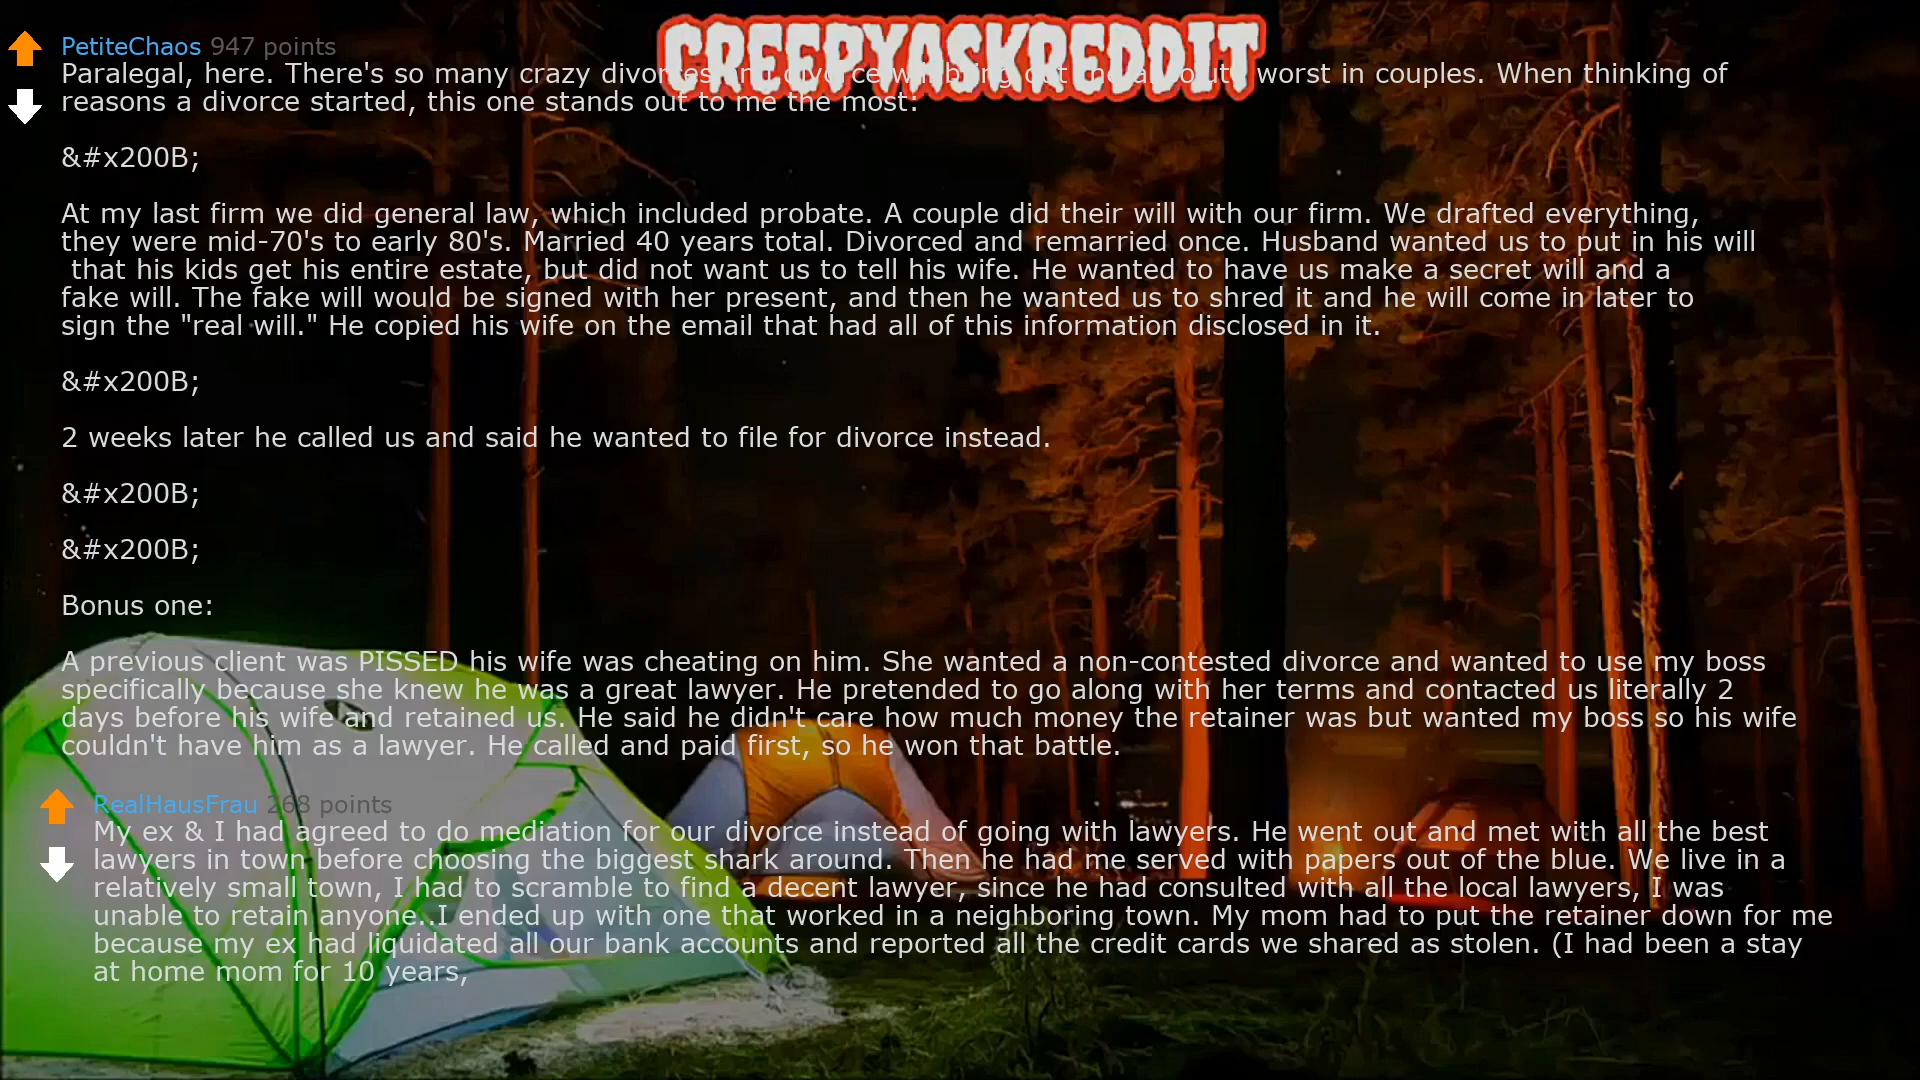 CREEPYASKREDDIT
PetiteChaos 947 points
Paralegal, here. There's so many crazy divorces worst in couples. When thinking of
reasons a divorce started, this one stands out to me the most:
&#x200B;
At my last firm we did general law, which included probate. A couple did their will with our firm. We drafted everything,
they were mid-70's to early 80's. Married 40 years total. Divorced and remarried once. Husband wanted us to put in his will
that his kids get his entire estate, but did not want us to tell his wife. He wanted to have us make a secret will and a
fake will. The fake will would be signed with her present, and then he wanted us to shred it and he will come in later to
sign the "real will." He copied his wife on the email that had all of this information disclosed in it.
&#x200B;
2 weeks later he called us and said he wanted to file for divorce instead.
&#x200B;
&#x200B;
Bonus one:
A previous client was PISSED his wife was cheating on him. She wanted a non-contested divorce and wanted to use my boss
specifically because she knew he was a great lawyer. He pretended to go along with her terms and contacted us literally 2
days before his wife and retained us. He said he didn't care how much money the retainer was but wanted my boss so his wife
couldn't have him as a lawyer. He called and paid first, so he won that battle.
RealHausFrau 268 points
My ex & I had agreed to do mediation for our divorce instead of going with lawyers. He went out and met with all the best
lawyers in town before choosing the biggest shark around. Then he had me served with papers out of the blue. We live in a
relatively small town, I had to scramble to find a decent lawyer, since he had consulted with all the local lawyers, I was
unable to retain anyone..I ended up with one that worked in a neighboring town. My mom had to put the retainer down for me
because my ex had liquidated all our bank accounts and reported all the credit cards we shared as stolen. (I had been a stay
at home mom for 10 years,